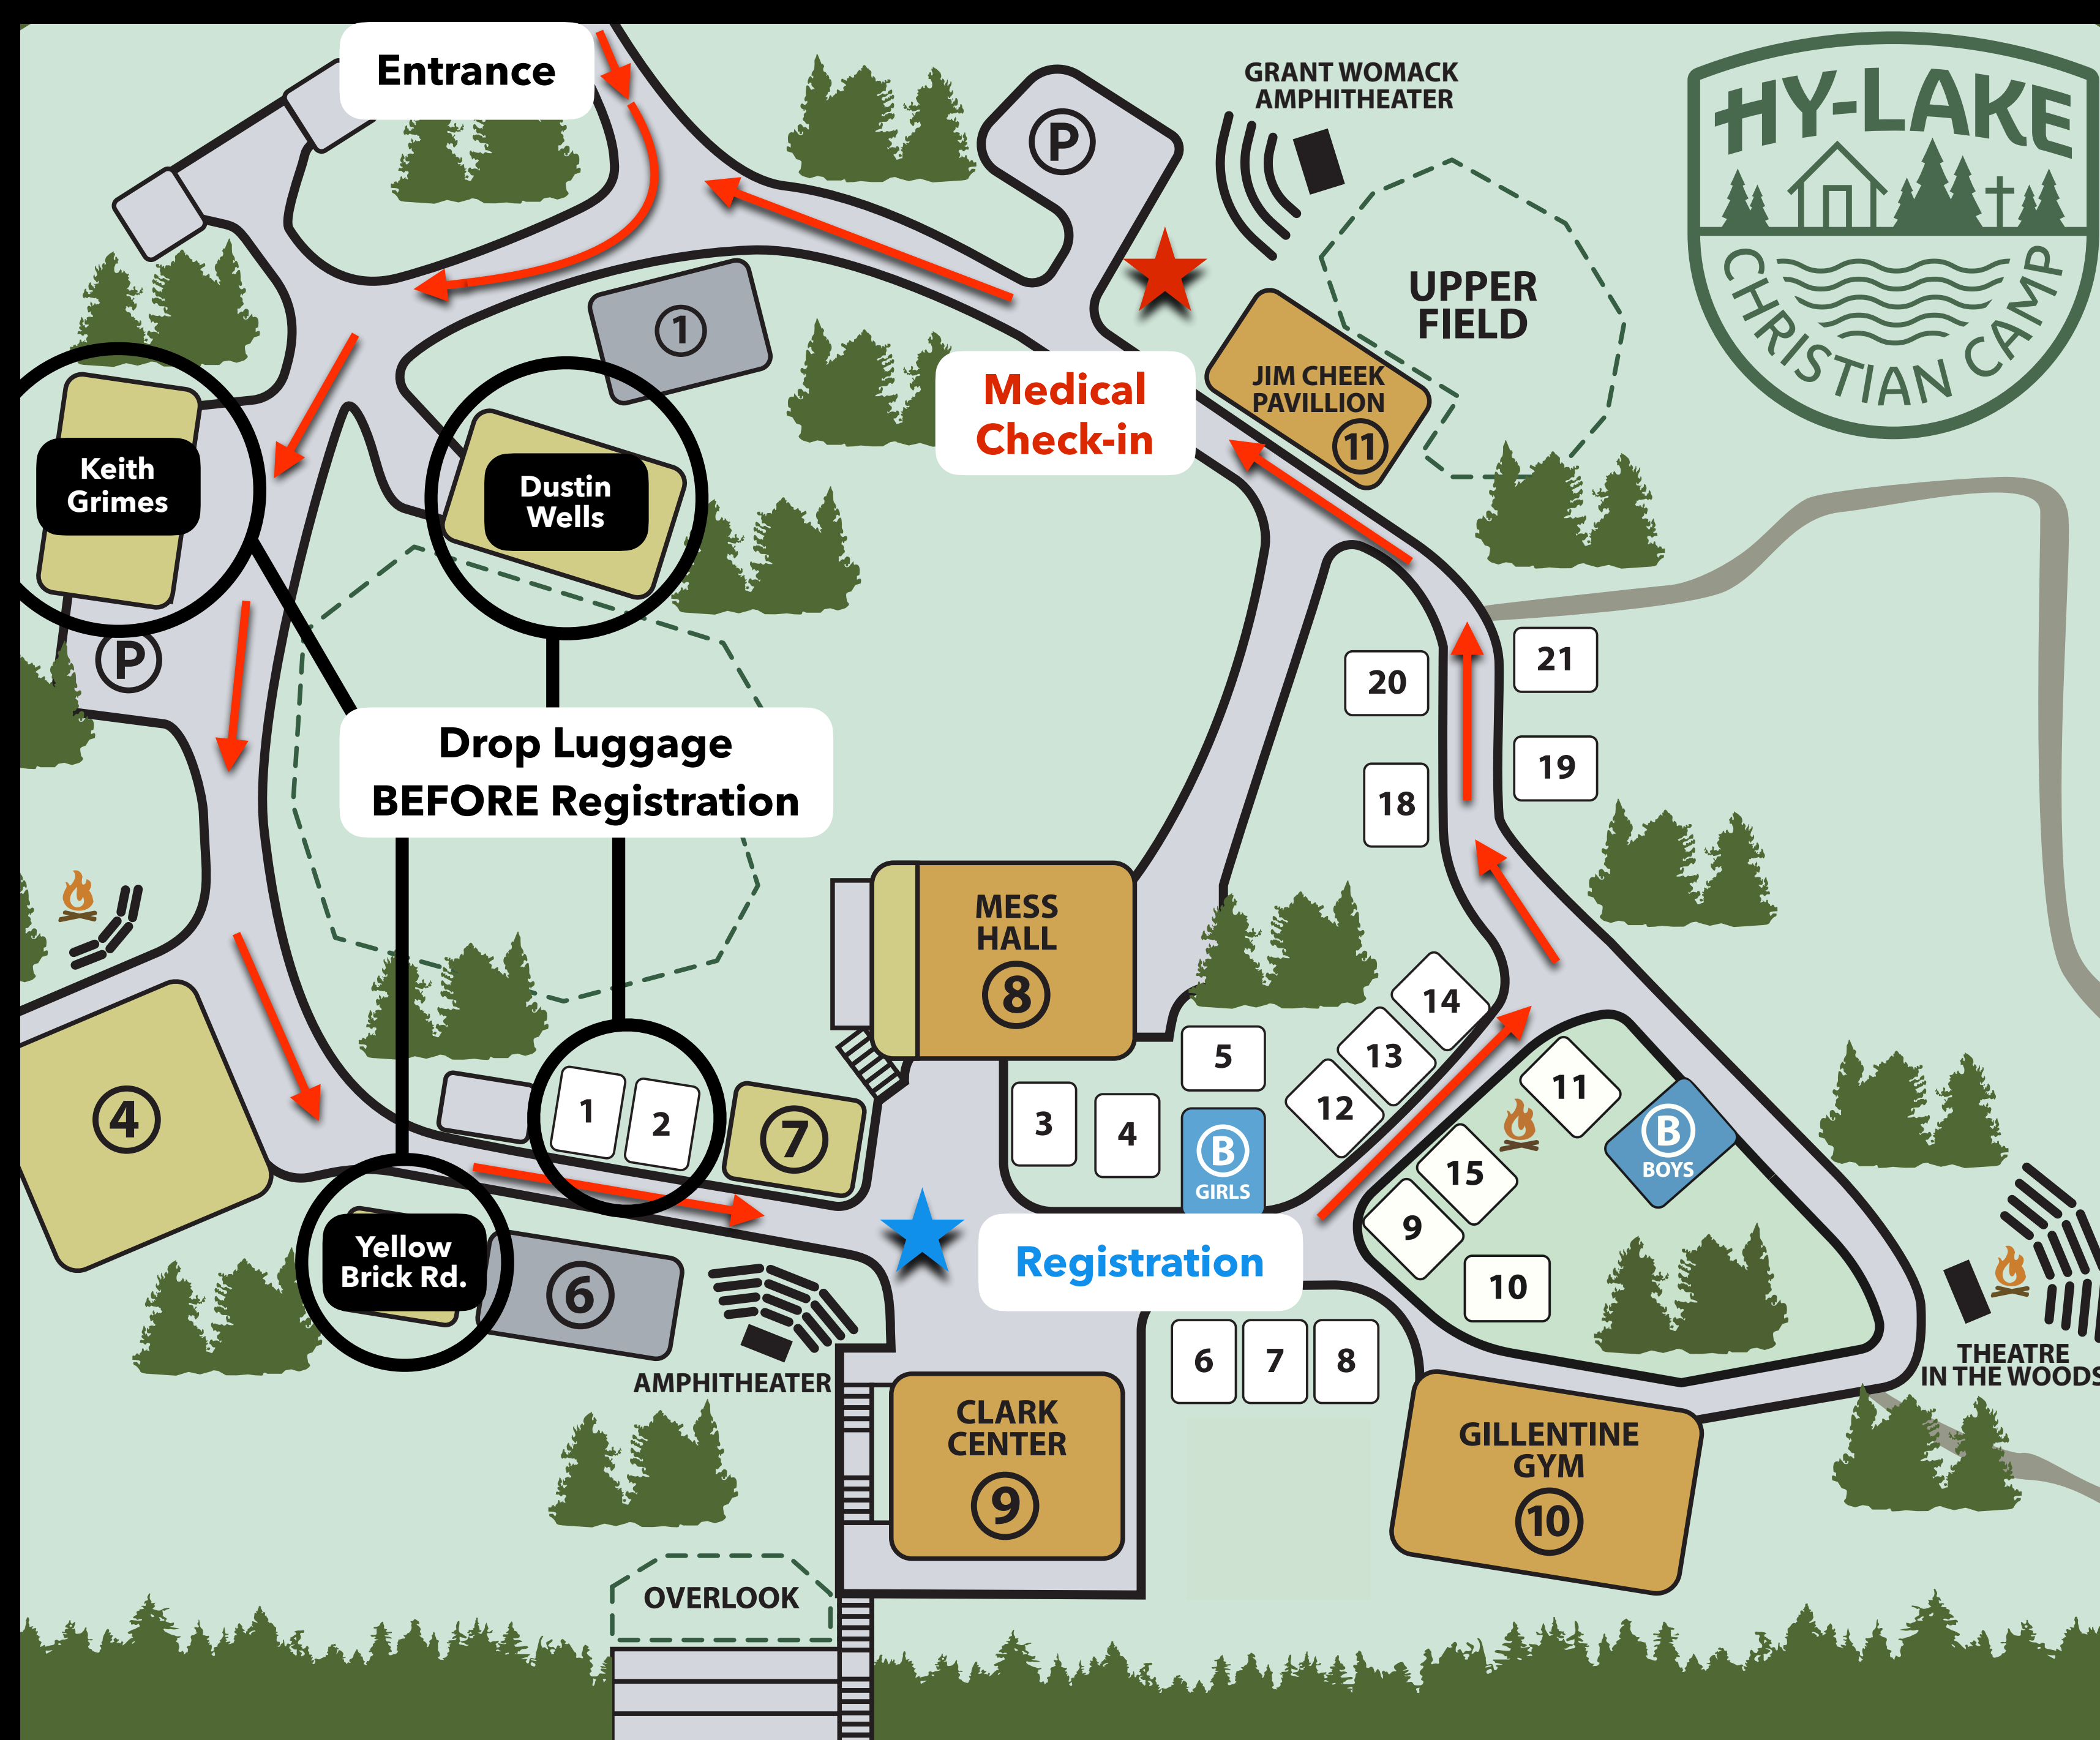 Entrance
P
GRANT WOMACK
AMPHITHEATER
HY-LAKE
CHRISTIAN CAMP
UPPER
FIELD
1
JIM CHEEK
PAVILLION
11
Medical
Check-in
Keith
Grimes
Dustin
Wells
P
20
21
18
19
Drop Luggage
BEFORE Registration
MESS
HALL
8
14
13
12
5
3
4
B
GIRLS
11
B
BOYS
15
9
10
4
1
2
7
Yellow
Brick Rd.
6
Registration
AMPHITHEATER
6
7
8
THEATRE
IN THE WOODS
CLARK
CENTER
9
GILLENTINE
GYM
10
OVERLOOK